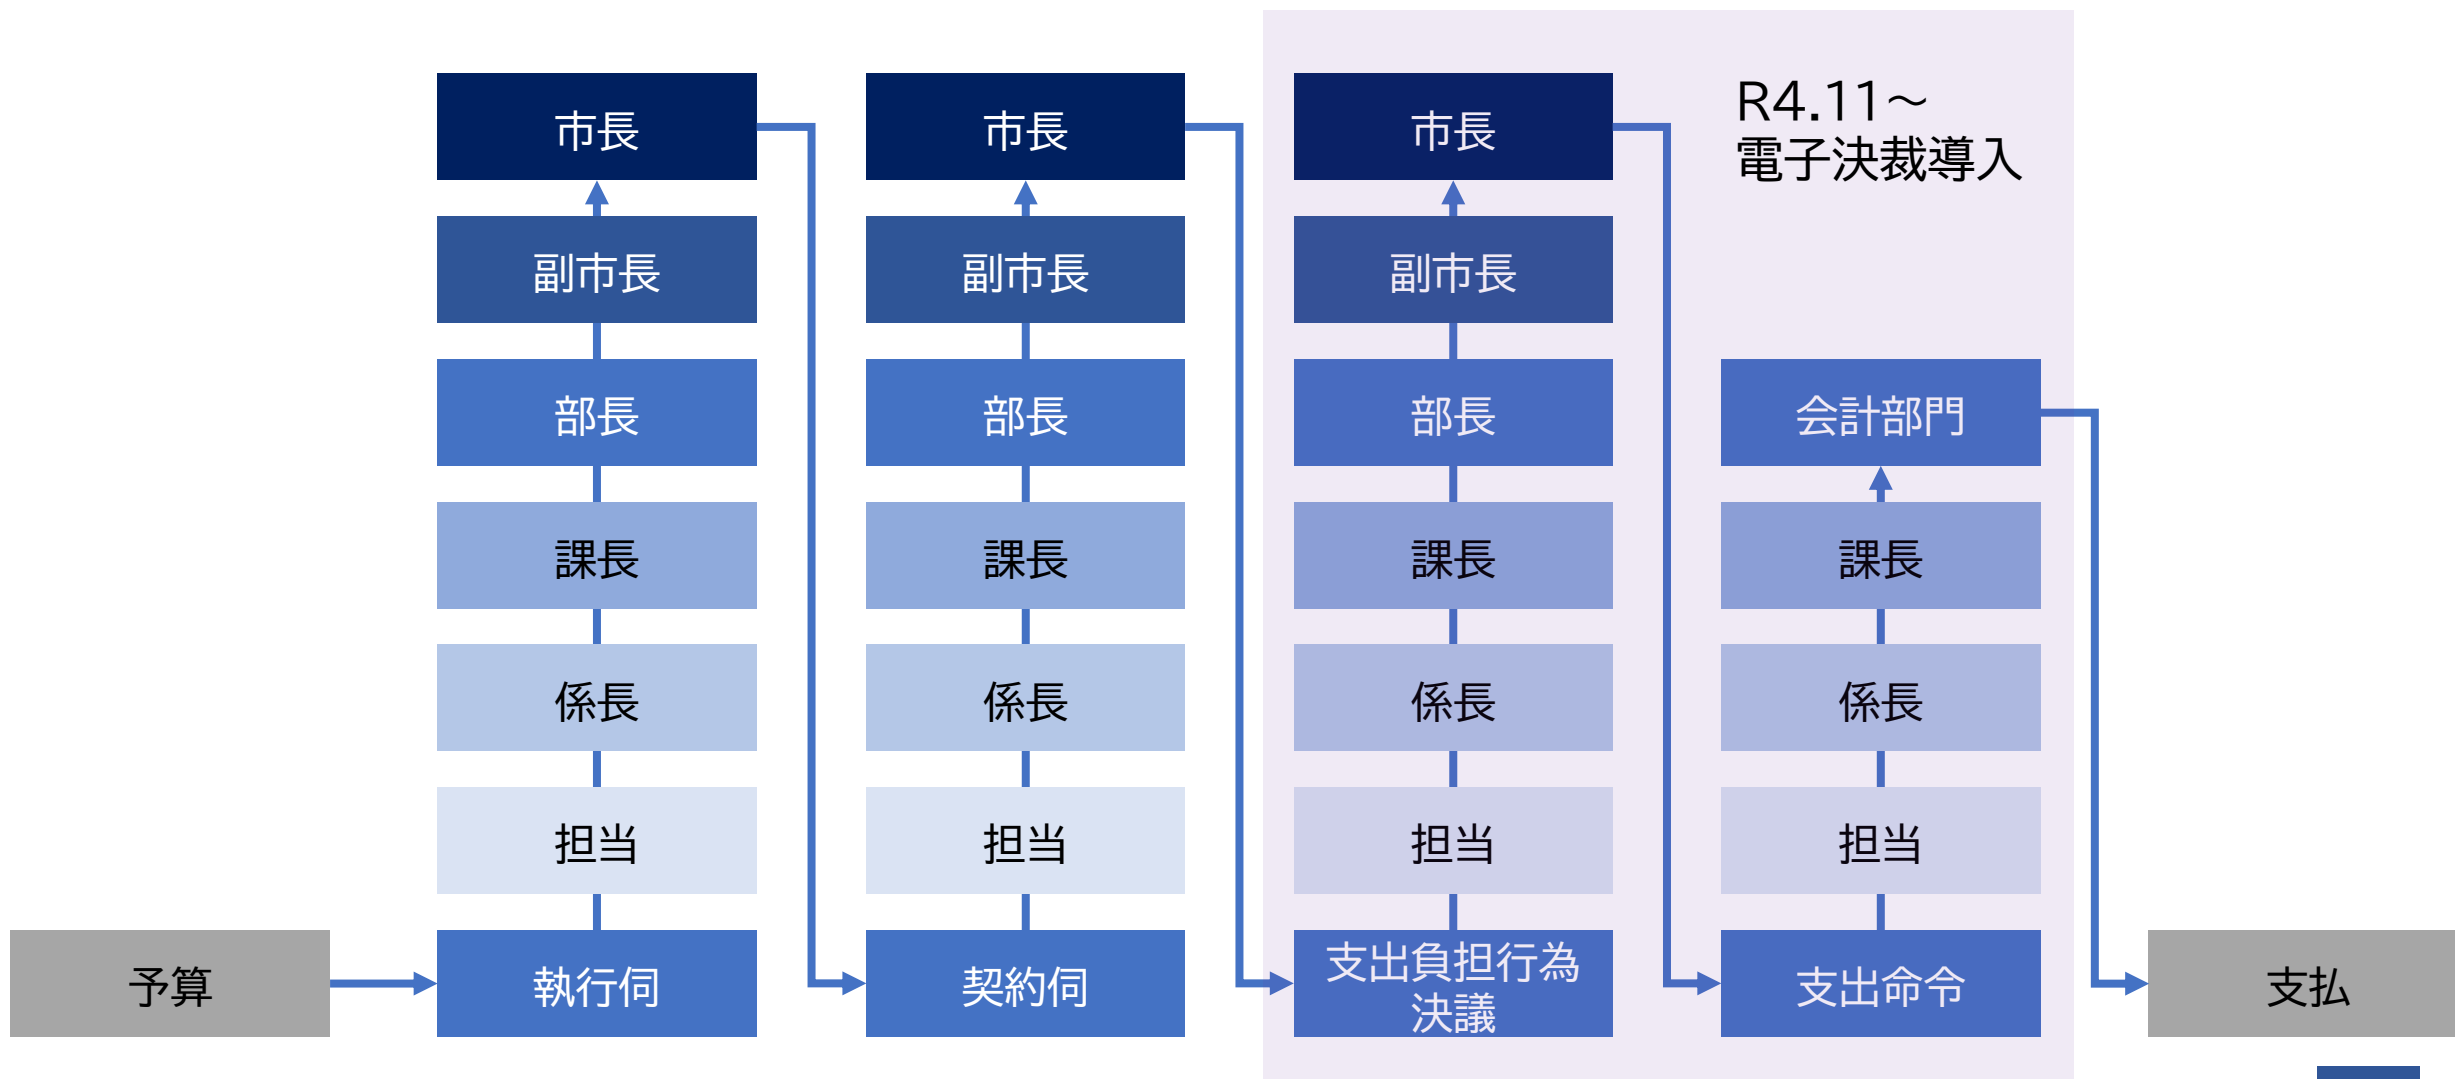 市長
市長
市長
R4.11～
電子決裁導入
副市長
副市長
副市長
部長
部長
部長
会計部門
課長
課長
課長
課長
係長
係長
係長
係長
担当
担当
担当
担当
予算
執行伺
契約伺
支出負担行為
決議
支出命令
支払